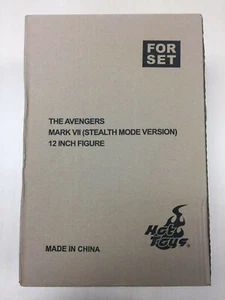 FOR
SET
THE AVENGERS
MARK VII (STEALTH MODE VERSION)
12 INCH FIGURE
Hot
Toys
MADE IN CHINA